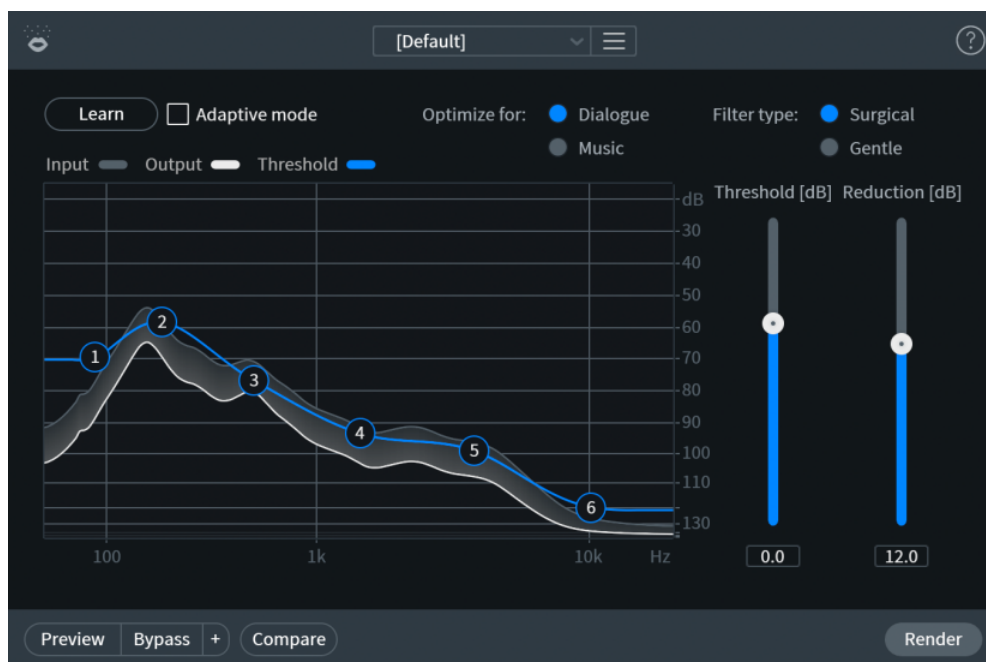 [Default]
?
Learn
Adaptive mode
Optimize for:
Dialogue
Music
Filter type:
Surgical
Gentle
Input
Output
Threshold
Threshold [dB]
Reduction [dB]
dB
30
40
50
60
70
80
90
100
110
130
1
2
3
4
5
6
100
1k
10k
Hz
0.0
12.0
Preview
Bypass
+
Compare
Render